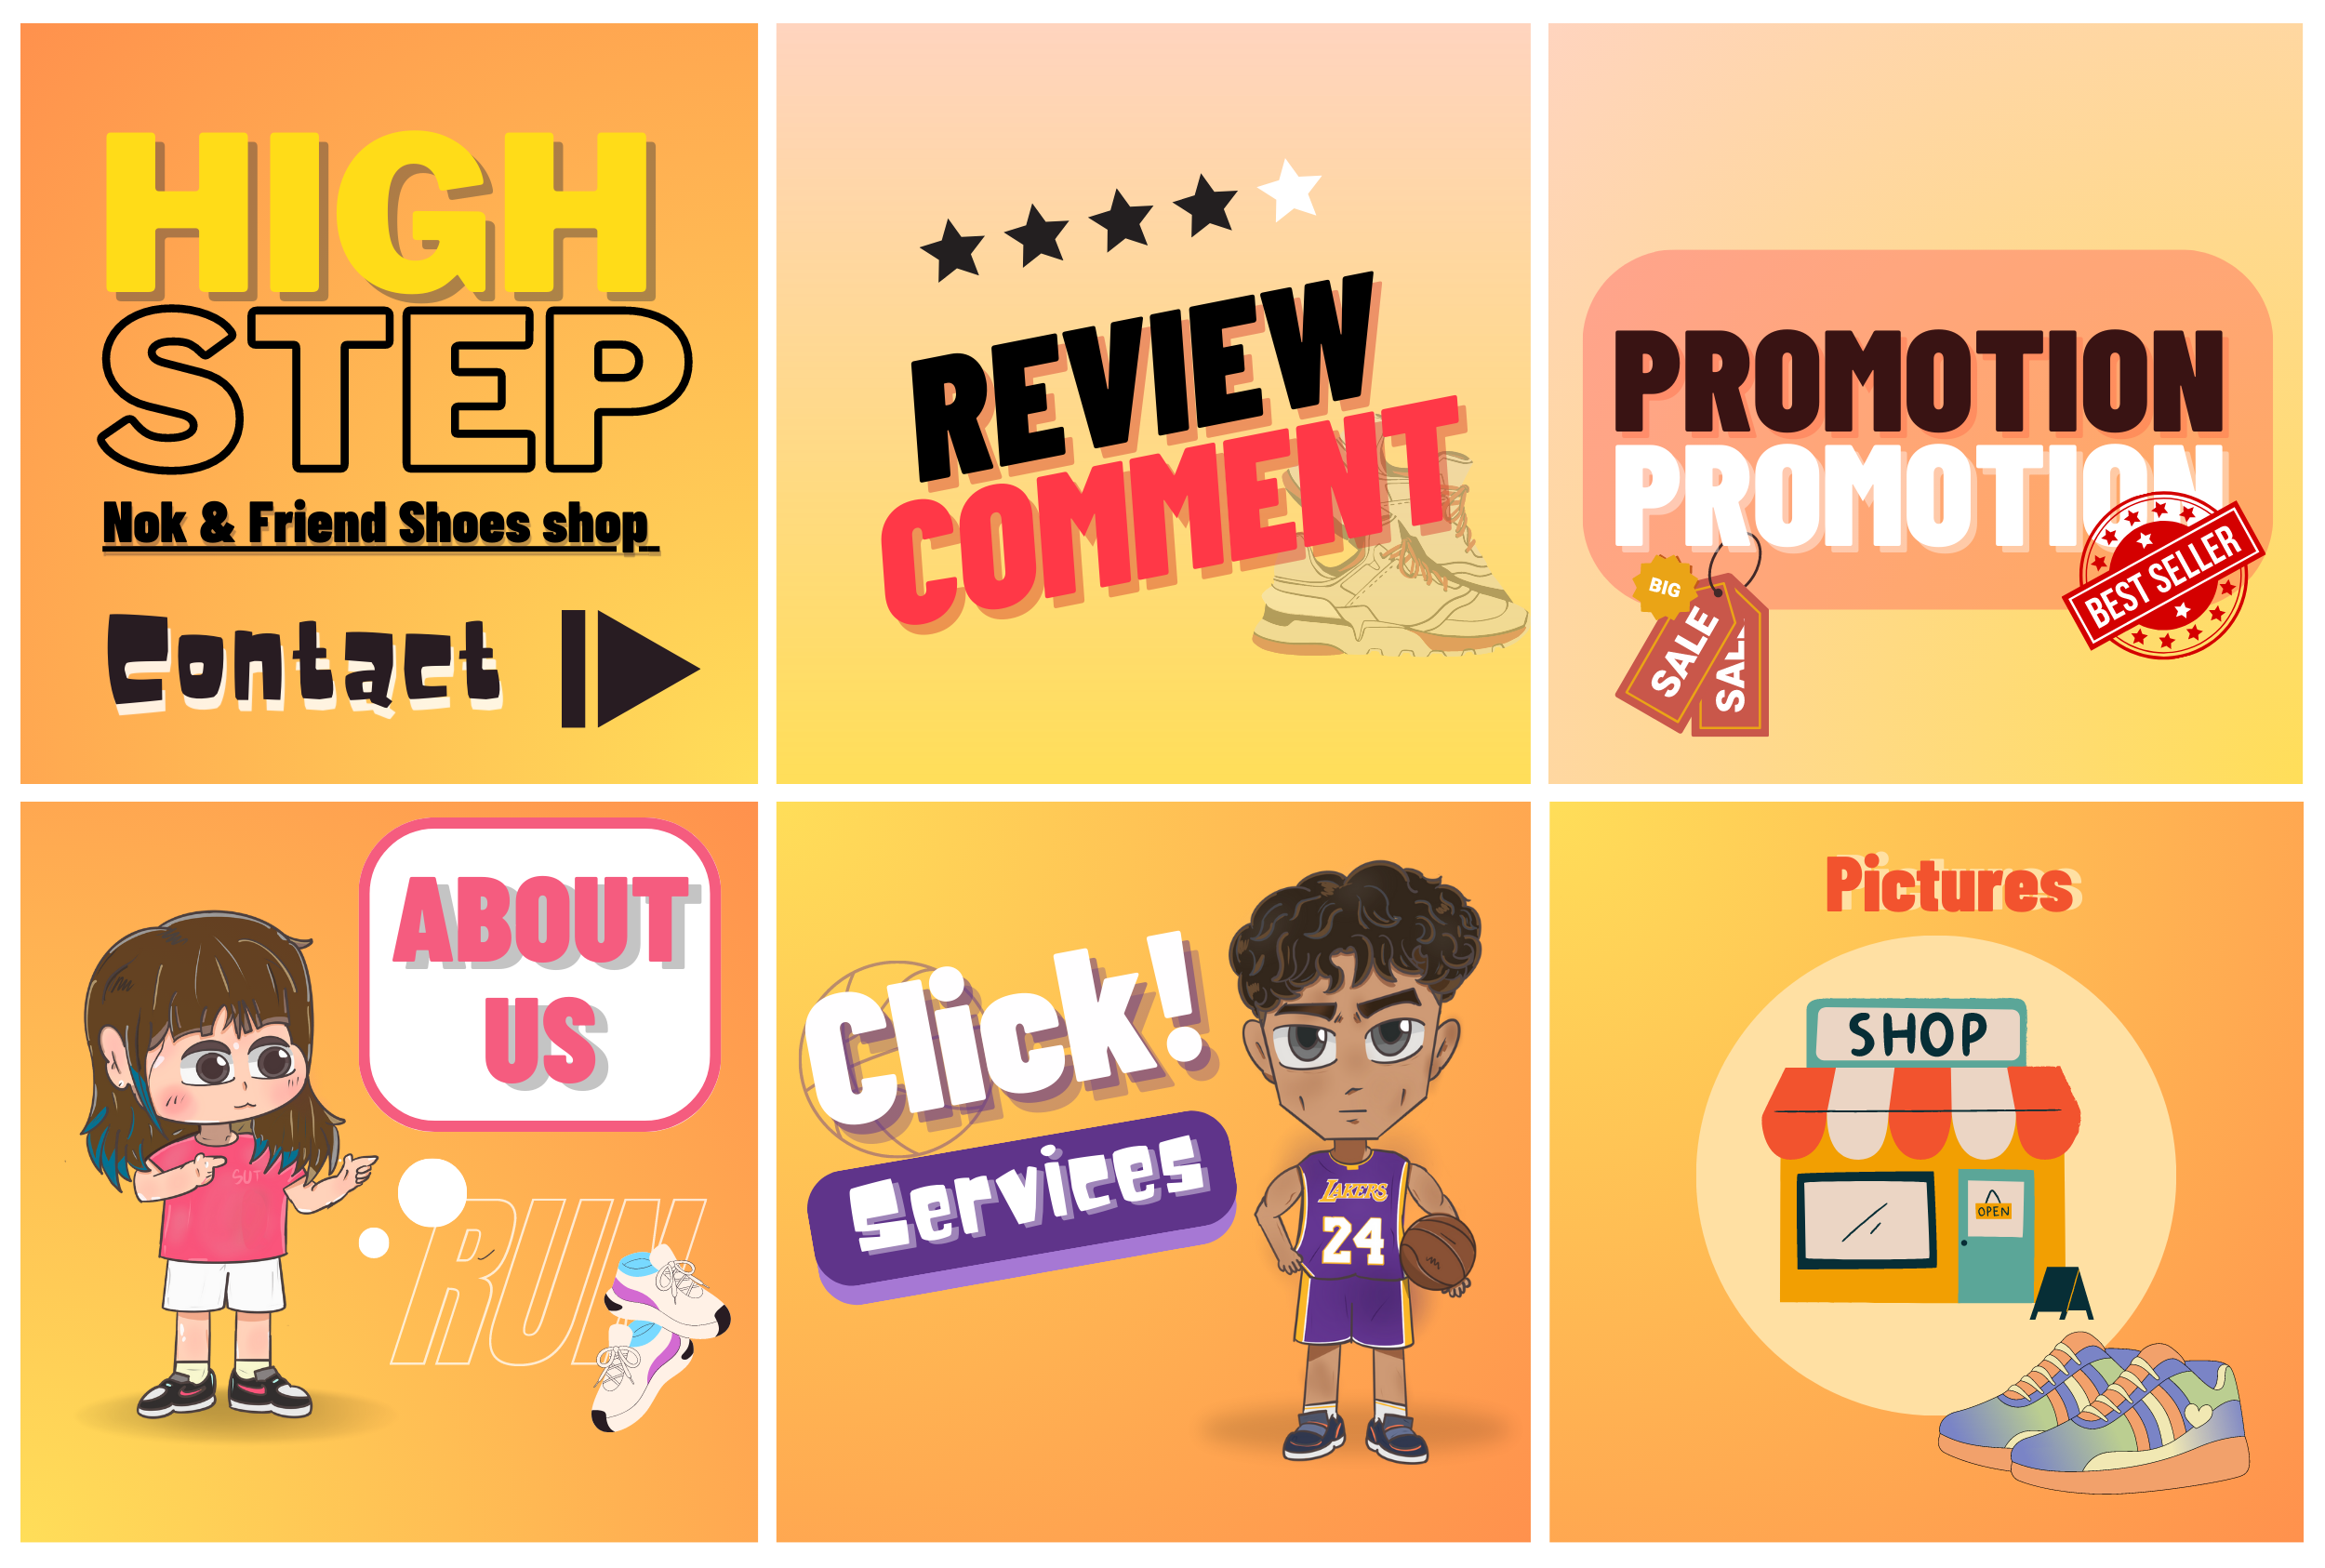 HIGH
STEP
Nok & Friend Shoes shop
Contact
REVIEW
COMMENT
PROMOTION
PROMOTION
BIG
SALE
SALE
BEST SELLER
ABOUT
US
SUT
RUN
Click!
Services
LAKERS
24
Pictures
SHOP
OPEN